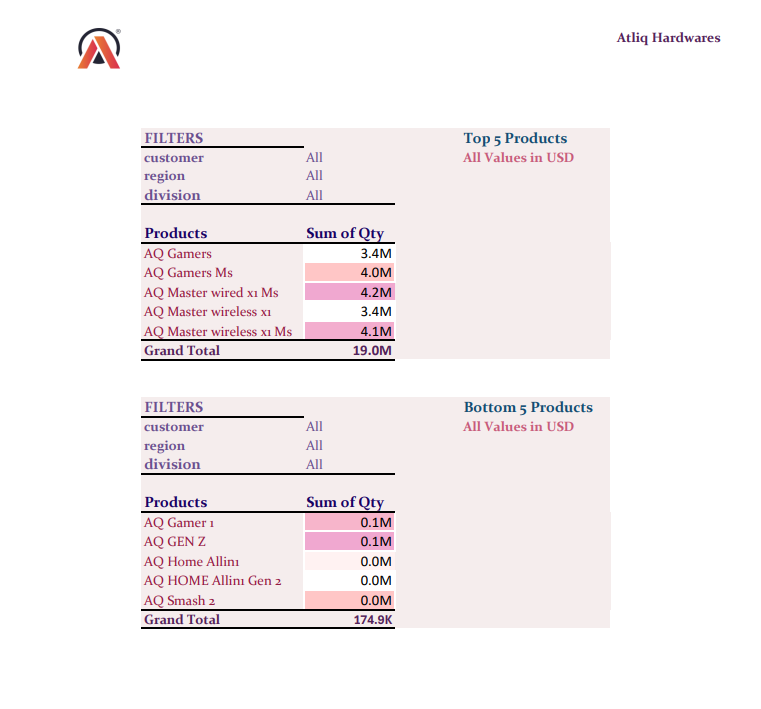 ®
Atliq Hardwares
FILTERS Top 5 Products
customer All All Values in USD
region All
division All
Products Sum of Qty
AQ Gamers 3.4M
AQ Gamers Ms 4.0M
AQ Master wired x1 Ms 4.2M
AQ Master wireless x1 3.4M
AQ Master wireless x1 Ms 4.1M
Grand Total 19.0M
FILTERS Bottom 5 Products
customer All All Values in USD
region All
division All
Products Sum of Qty
AQ Gamer 1 0.1M
AQ GEN Z 0.1M
AQ Home Allin1 0.0M
AQ HOME Allin1 Gen 2 0.0M
AQ Smash 2 0.0M
Grand Total 174.9K